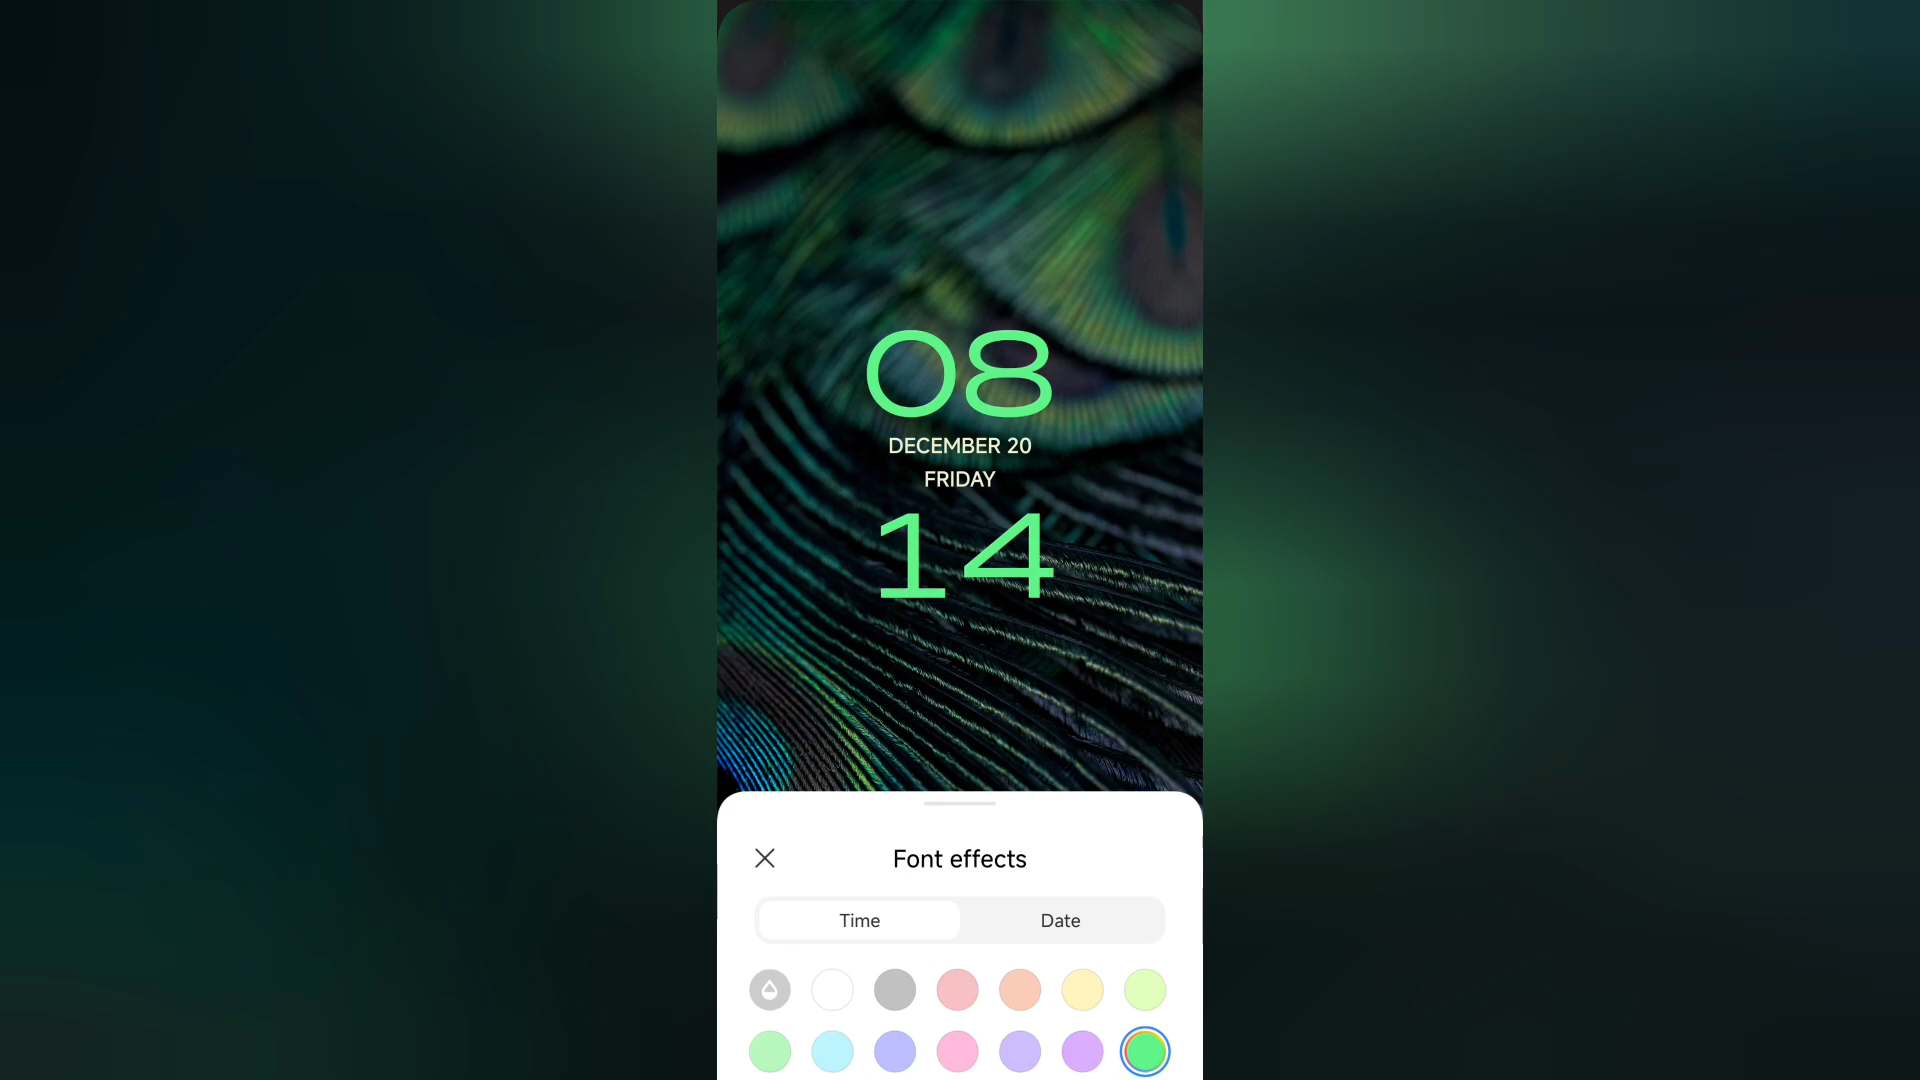 08
DECEMBER 20
FRIDAY
14
Font effects
Time
Date